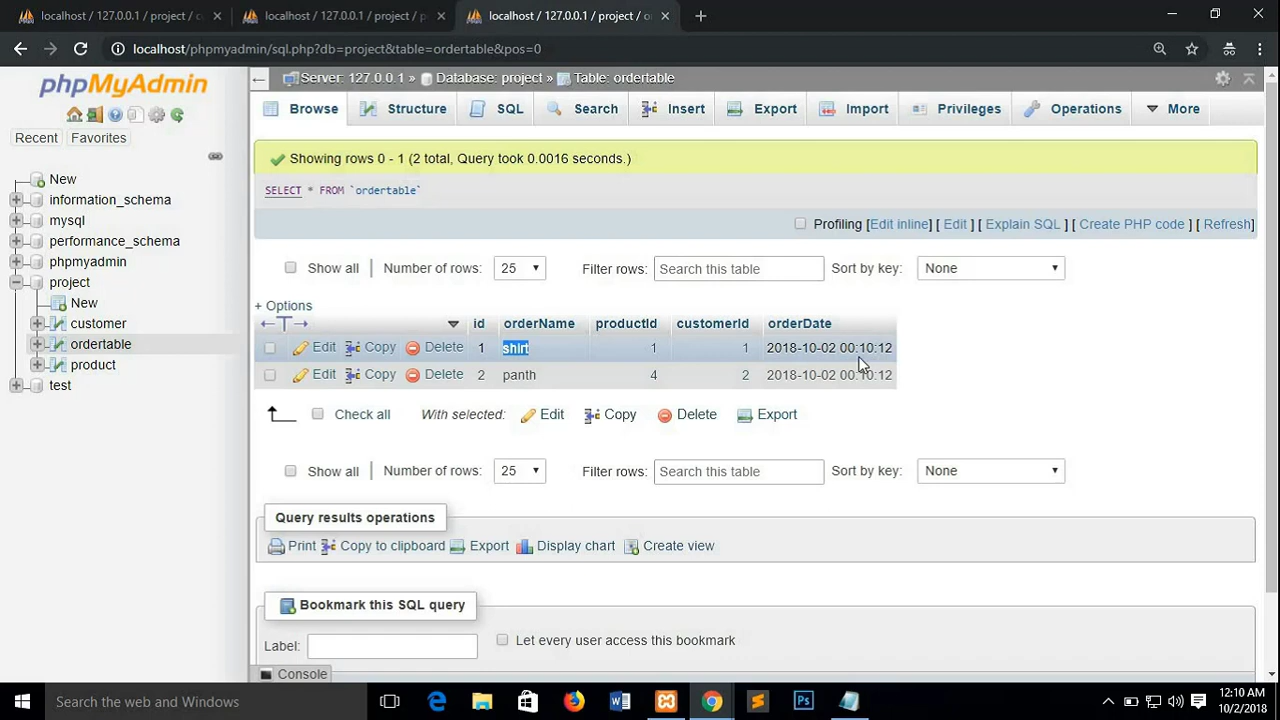 localhost / 127.0.0.1 / project / c
localhost / 127.0.0.1 / project / p
localhost / 127.0.0.1 / project / o
localhost/phpmyadmin/sql.php?db=project&table=ordertable&pos=0
phpMyAdmin
Recent Favorites
New
information_schema
mysql
performance_schema
phpmyadmin
project
New
customer
ordertable
product
test
Server: 127.0.0.1 » Database: project » Table: ordertable
Browse Structure SQL Search Insert Export Import Privileges Operations More
Showing rows 0 - 1 (2 total, Query took 0.0016 seconds.)
SELECT * FROM `ordertable`
Profiling [Edit inline] [ Edit ] [ Explain SQL ] [ Create PHP code ] [ Refresh]
Show all Number of rows: 25 Filter rows: Search this table Sort by key: None
+ Options
id orderName productId customerId orderDate
Edit Copy Delete 1 shirt 1 1 2018-10-02 00:10:12
Edit Copy Delete 2 panth 4 2 2018-10-02 00:10:12
Check all With selected: Edit Copy Delete Export
Show all Number of rows: 25 Filter rows: Search this table Sort by key: None
Query results operations
Print Copy to clipboard Export Display chart Create view
Bookmark this SQL query
Label: Let every user access this bookmark
Console
Search the web and Windows
12:10 AM
10/2/2018